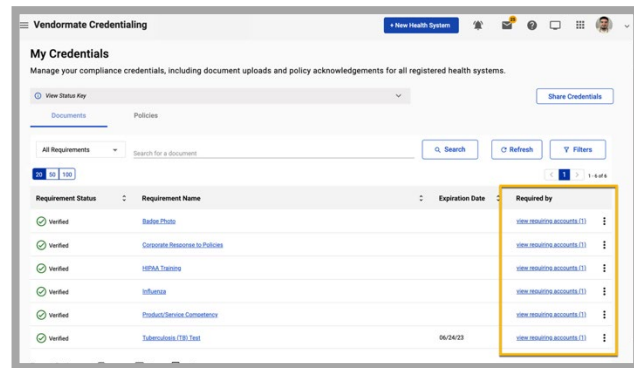 Vendormate Credentialing
+ New Health System
My Credentials
Manage your compliance credentials, including document uploads and policy acknowledgements for all registered health systems.
View Status Key
Share Credentials
Documents Policies
All Requirements Search for a document Search Refresh Filters
20 50 100 < 1 > 1 - 6 of 6
Requirement Status Requirement Name Expiration Date Required by
Verified Badge Photo view requiring accounts (1)
Verified Corporate Response to Policies view requiring accounts (1)
Verified HIPAA Training view requiring accounts (1)
Verified Influenza view requiring accounts (1)
Verified Product/Service Competency view requiring accounts (1)
Verified Tuberculosis (TB) Test 06/24/23 view requiring accounts (1)